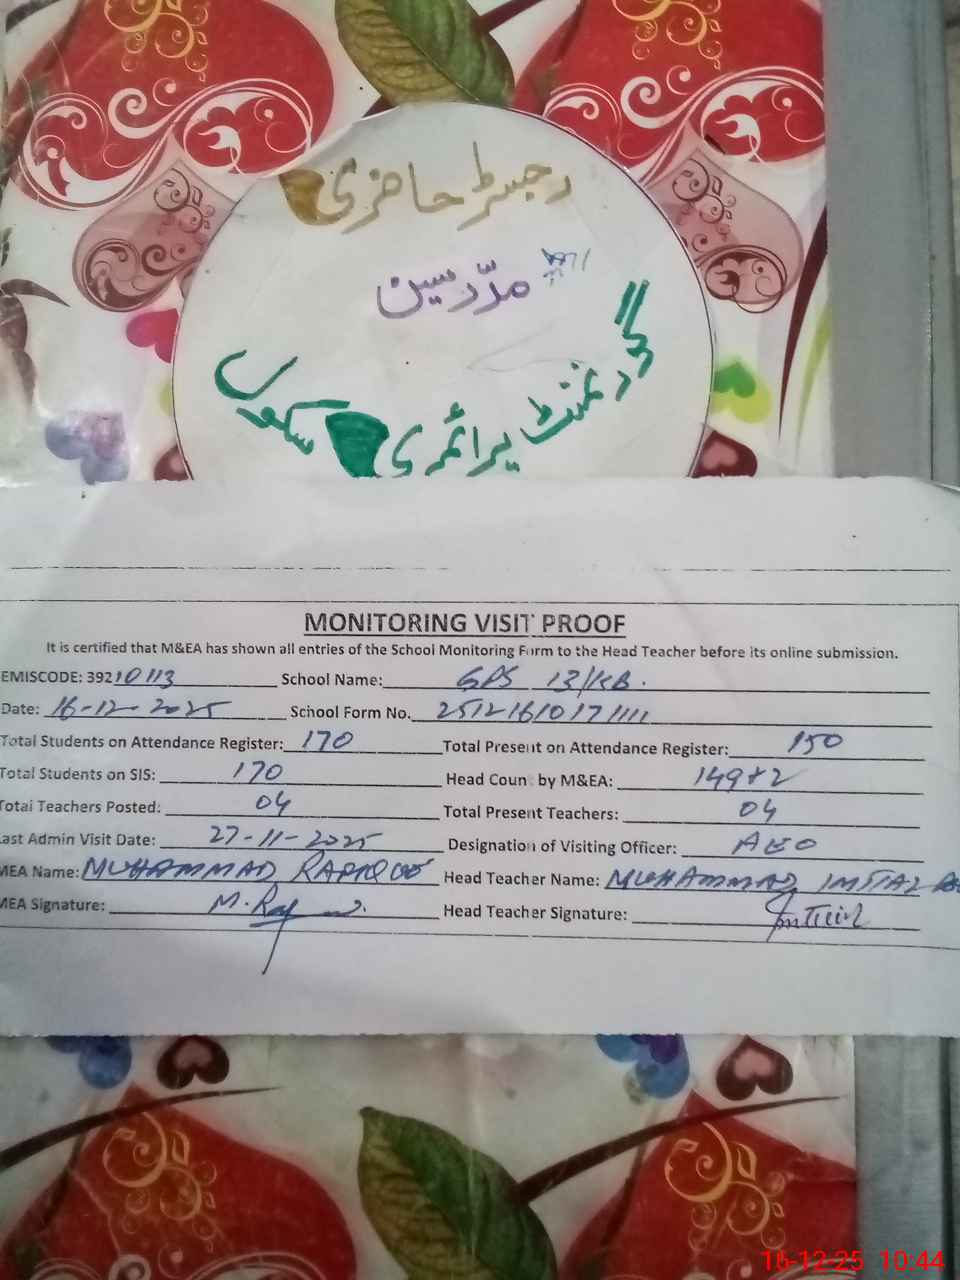 رجسٹر حاضری
مدّرسین
گورنمنٹ پرائمری سکول
MONITORING VISIT PROOF
It is certified that M&EA has shown all entries of the School Monitoring Form to the Head Teacher before its online submission.
EMISCODE: 39210113 School Name: GPS 13/KB.
Date: 16-12-2025 School Form No. 25121610171111
Total Students on Attendance Register: 170 Total Present on Attendance Register: 150
Total Students on SIS: 170 Head Count by M&EA: 149+2
Total Teachers Posted: 04 Total Present Teachers: 04
Last Admin Visit Date: 27-11-2025 Designation of Visiting Officer: AEO
MEA Name: MUHAMMAD Head Teacher Name: MUHAMMAD IMTIAZ
MEA Signature: M. Head Teacher Signature:
16-12-25 10:44